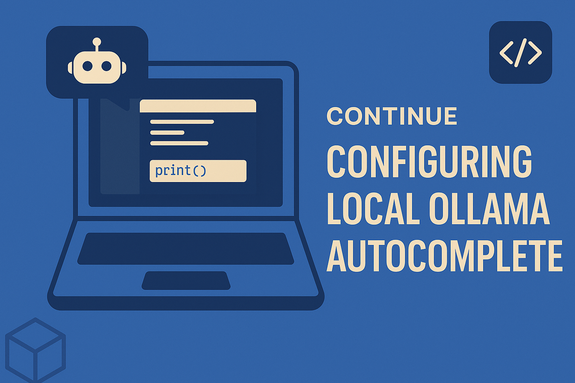 print()
CONTINUE
CONFIGURING
LOCAL OLLAMA
AUTOCOMPLETE